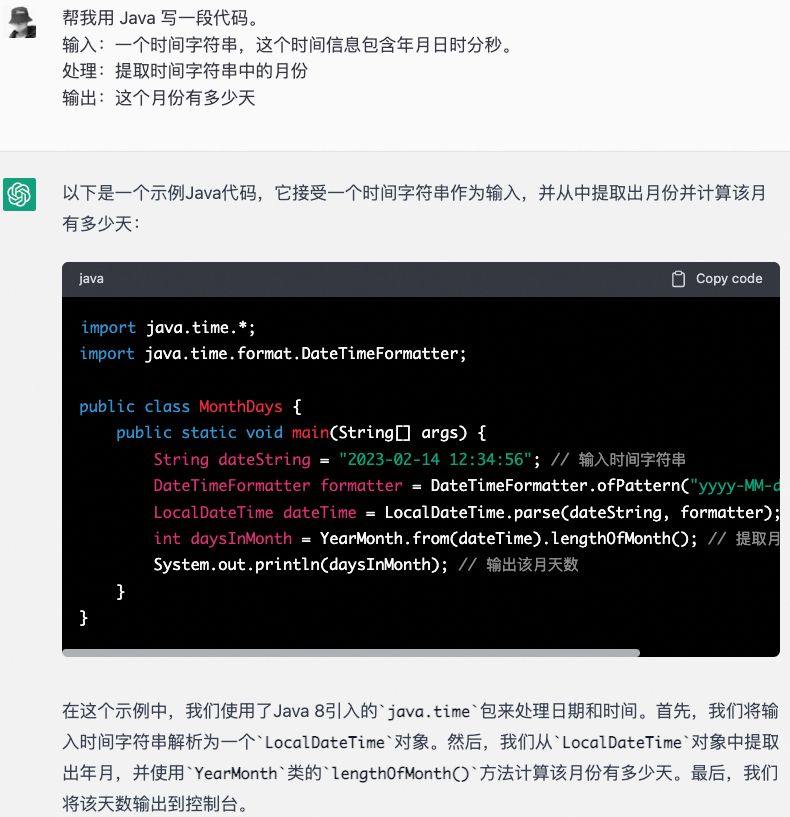 帮我用 Java 写一段代码。
输入：一个时间字符串，这个时间信息包含年月日时分秒。
处理：提取时间字符串中的月份
输出：这个月份有多少天
以下是一个示例Java代码，它接受一个时间字符串作为输入，并从中提取出月份并计算该月
有多少天：
java Copy code
import java.time.*;
import java.time.format.DateTimeFormatter;
public class MonthDays {
public static void main(String[] args) {
String dateString = "2023-02-14 12:34:56"; // 输入时间字符串
DateTimeFormatter formatter = DateTimeFormatter.ofPattern("yyyy-MM-d
LocalDateTime dateTime = LocalDateTime.parse(dateString, formatter);
int daysInMonth = YearMonth.from(dateTime).lengthOfMonth(); // 提取月
System.out.println(daysInMonth); // 输出该月天数
}
}
在这个示例中，我们使用了Java 8引入的`java.time`包来处理日期和时间。首先，我们将输
入时间字符串解析为一个`LocalDateTime`对象。然后，我们从`LocalDateTime`对象中提取
出年月，并使用`YearMonth`类的`lengthOfMonth()`方法计算该月份有多少天。最后，我们
将该天数输出到控制台。